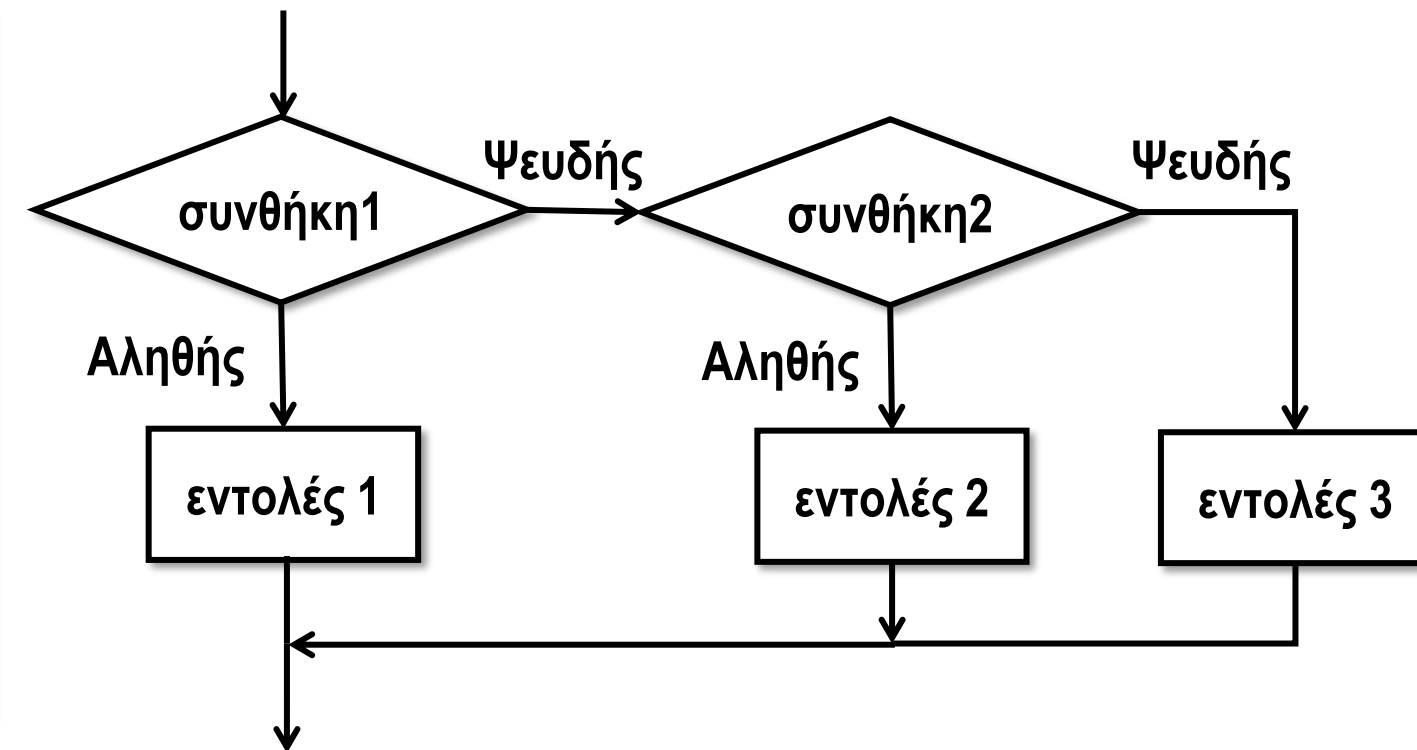 Ψευδής
Ψευδής
συνθήκη1
συνθήκη2
Αληθής
Αληθής
εντολές 1
εντολές 2
εντολές 3